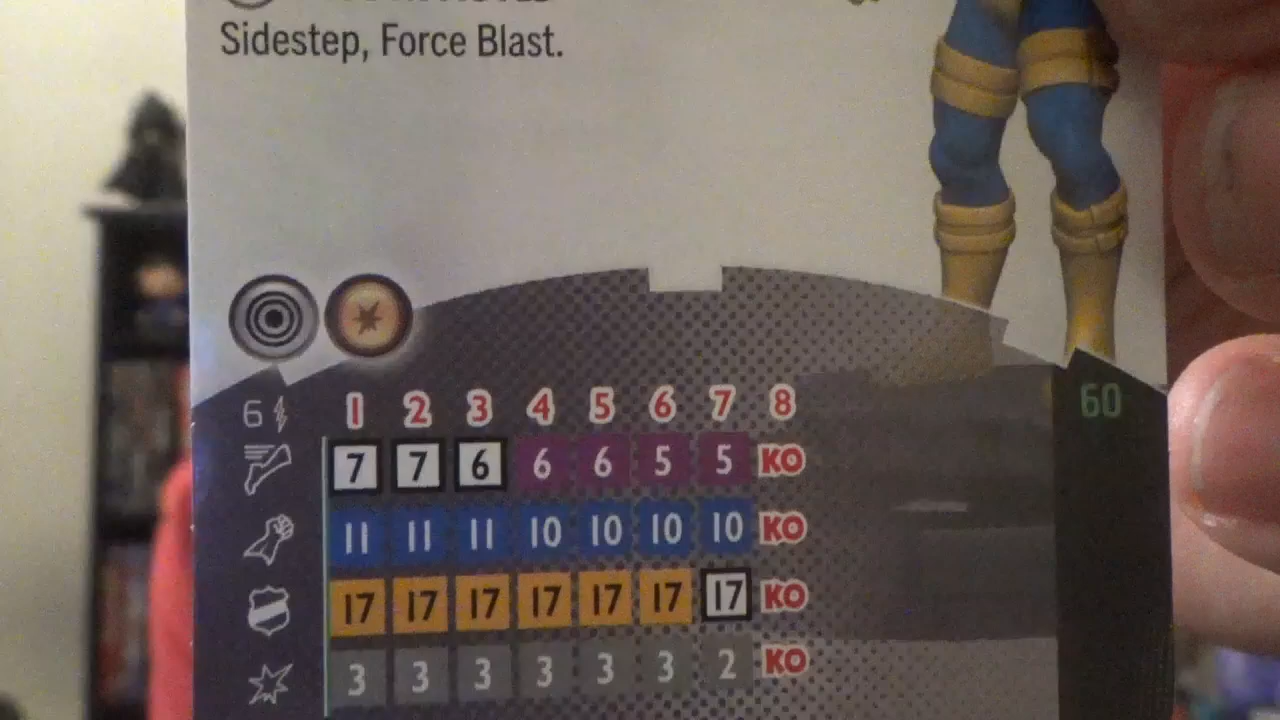 Sidestep, Force Blast.
6 1 2 3 4 5 6 7 8 60
7 7 6 6 6 5 5 KO
11 11 11 10 10 10 10 KO
17 17 17 17 17 17 17 KO
3 3 3 3 3 3 2 KO